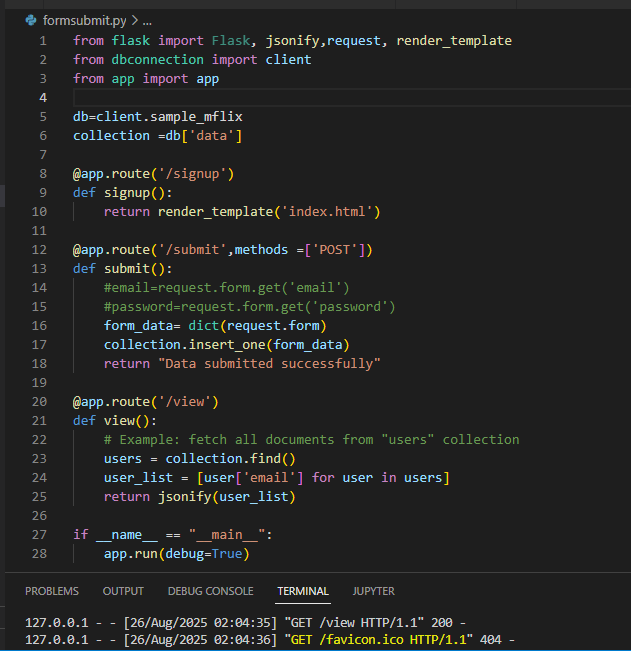 formsubmit.py > ...
1 from flask import Flask, jsonify,request, render_template
2 from dbconnection import client
3 from app import app
4
5 db=client.sample_mflix
6 collection =db['data']
7
8 @app.route('/signup')
9 def signup():
10     return render_template('index.html')
11
12 @app.route('/submit',methods =['POST'])
13 def submit():
14     #email=request.form.get('email')
15     #password=request.form.get('password')
16     form_data= dict(request.form)
17     collection.insert_one(form_data)
18     return "Data submitted successfully"
19
20 @app.route('/view')
21 def view():
22     # Example: fetch all documents from "users" collection
23     users = collection.find()
24     user_list = [user['email'] for user in users]
25     return jsonify(user_list)
26
27 if __name__ == "__main__":
28     app.run(debug=True)
PROBLEMS OUTPUT DEBUG CONSOLE TERMINAL JUPYTER
127.0.0.1 - - [26/Aug/2025 02:04:35] "GET /view HTTP/1.1" 200 -
127.0.0.1 - - [26/Aug/2025 02:04:36] "GET /favicon.ico HTTP/1.1" 404 -